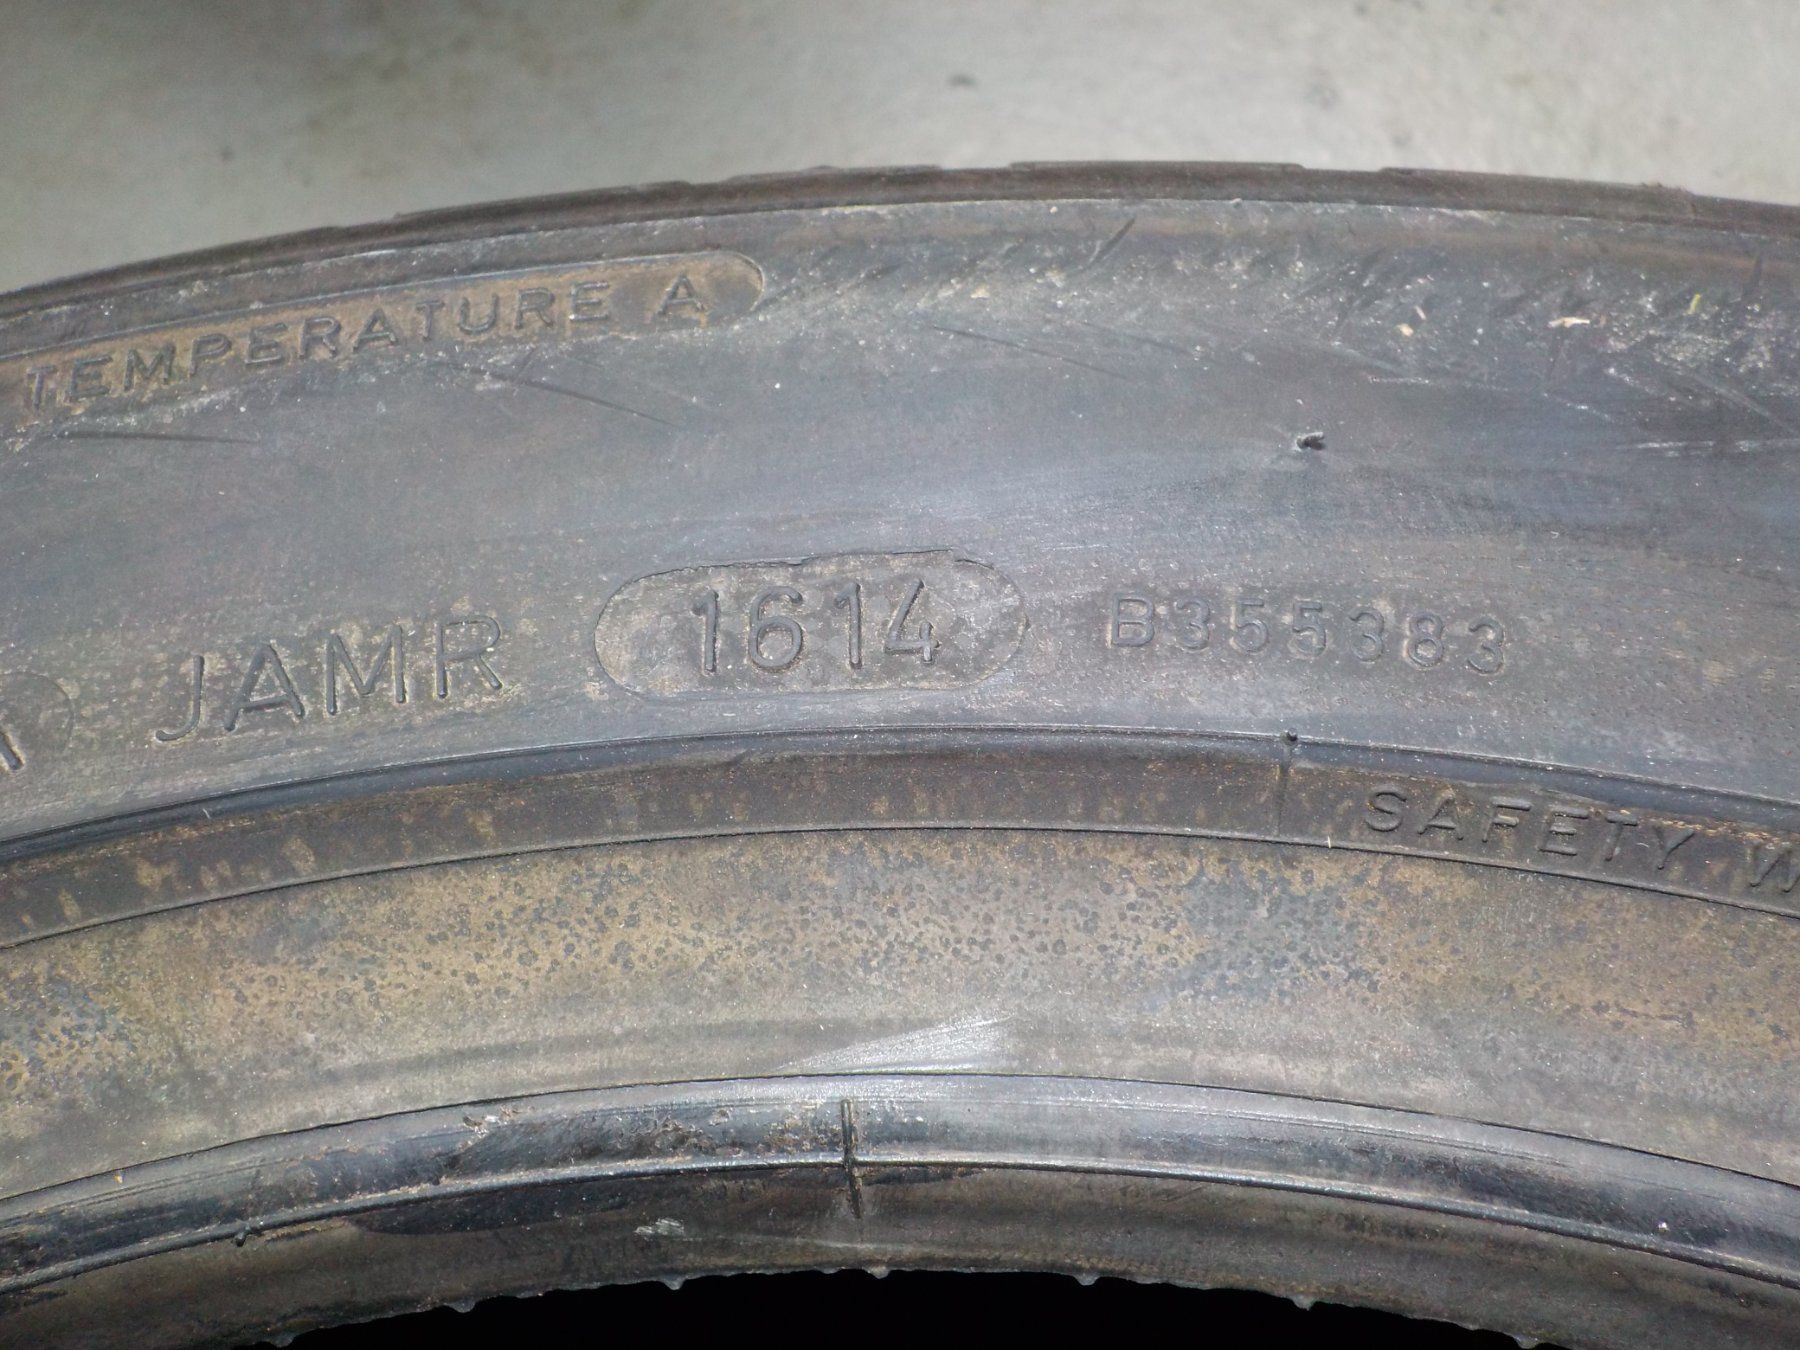 TEMPERATURE A
JAMR 1614 B355383
SAFETY W